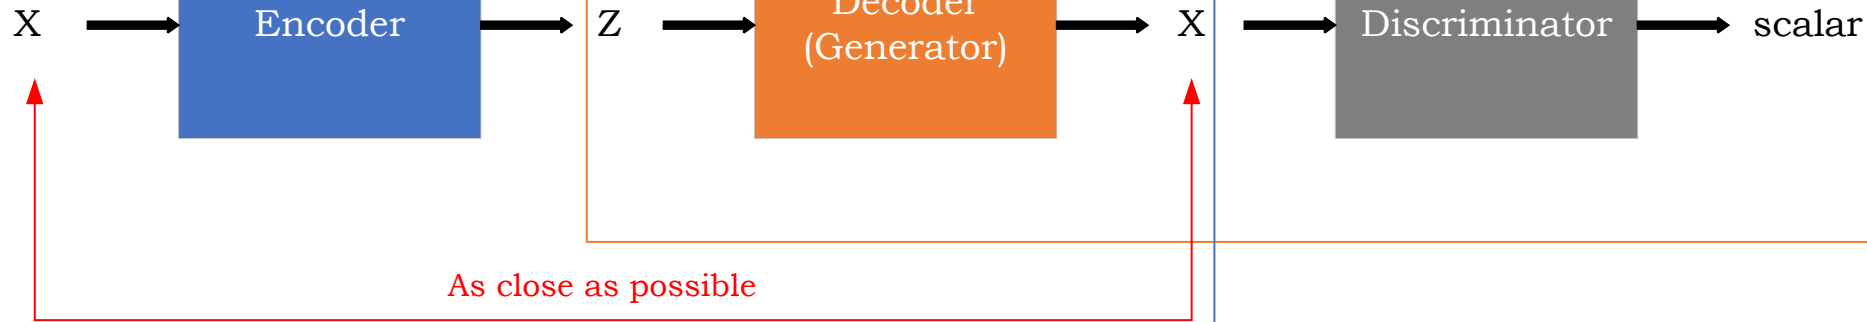 X Encoder Z Decoder X Discriminator scalar
(Generator)
As close as possible